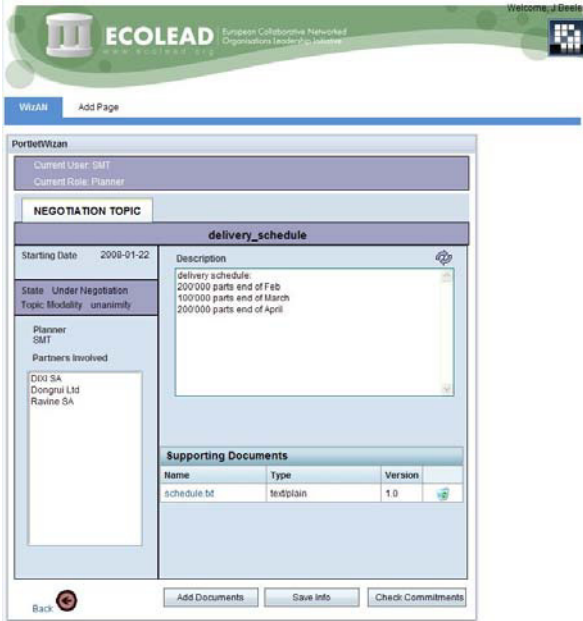 Welcome, J Beele
ECOLEAD
European Collaborative Networked
Organisations Leadership Initiative
www.ecolead.org
WizAN
Add Page
PortletWizan
Current User: SMT
Current Role: Planner
NEGOTIATION TOPIC
delivery_schedule
Starting Date 2008-01-22
State Under Negotiation
Topic Modality unanimity
Planner
SMT
Partners Involved
DIXI SA
Dongrui Ltd
Ravine SA
Description
delivery schedule:
200'000 parts end of Feb
100'000 parts end of March
200'000 parts end of April
Supporting Documents
Name Type Version
schedule.txt text/plain 1.0
Back
Add Documents
Save Info
Check Commitments